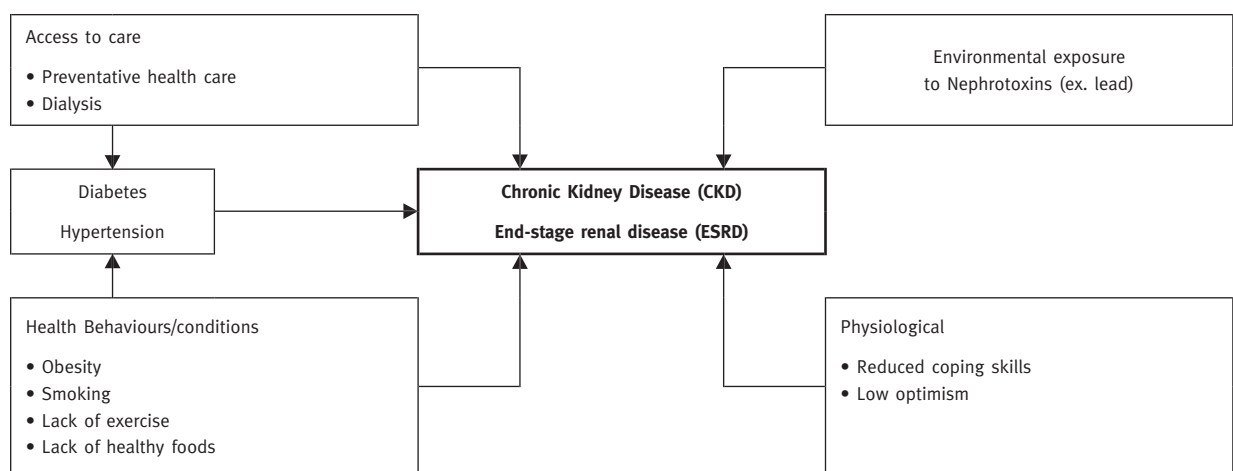 Access to care
• Preventative health care
• Dialysis
Environmental exposure
to Nephrotoxins (ex. lead)
Diabetes
Hypertension
Chronic Kidney Disease (CKD)
End-stage renal disease (ESRD)
Health Behaviours/conditions
• Obesity
• Smoking
• Lack of exercise
• Lack of healthy foods
Physiological
• Reduced coping skills
• Low optimism